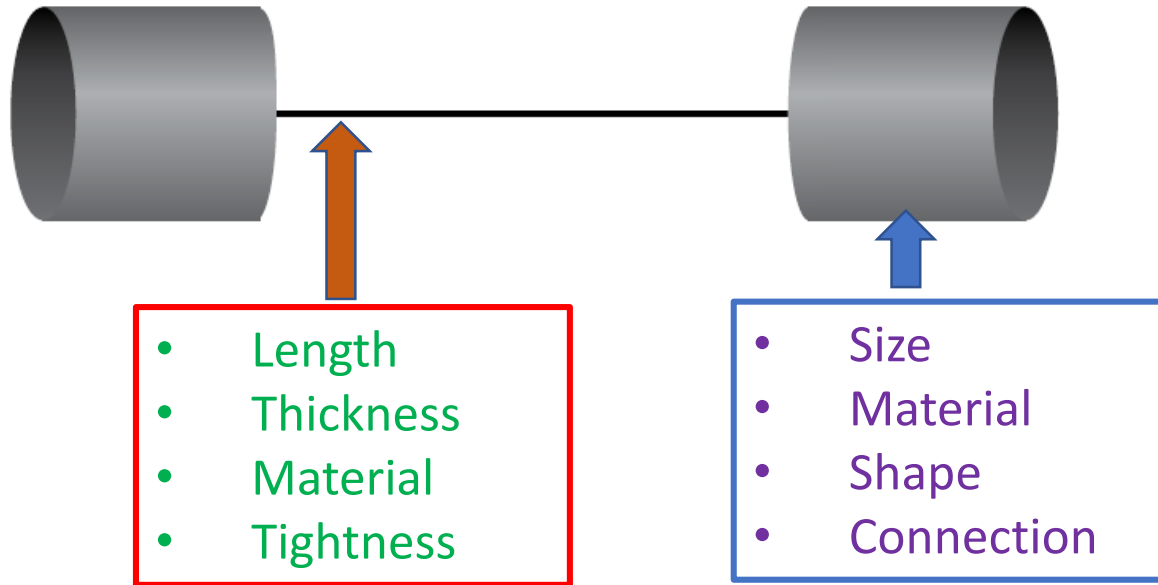 • Length
• Thickness
• Material
• Tightness
• Size
• Material
• Shape
• Connection